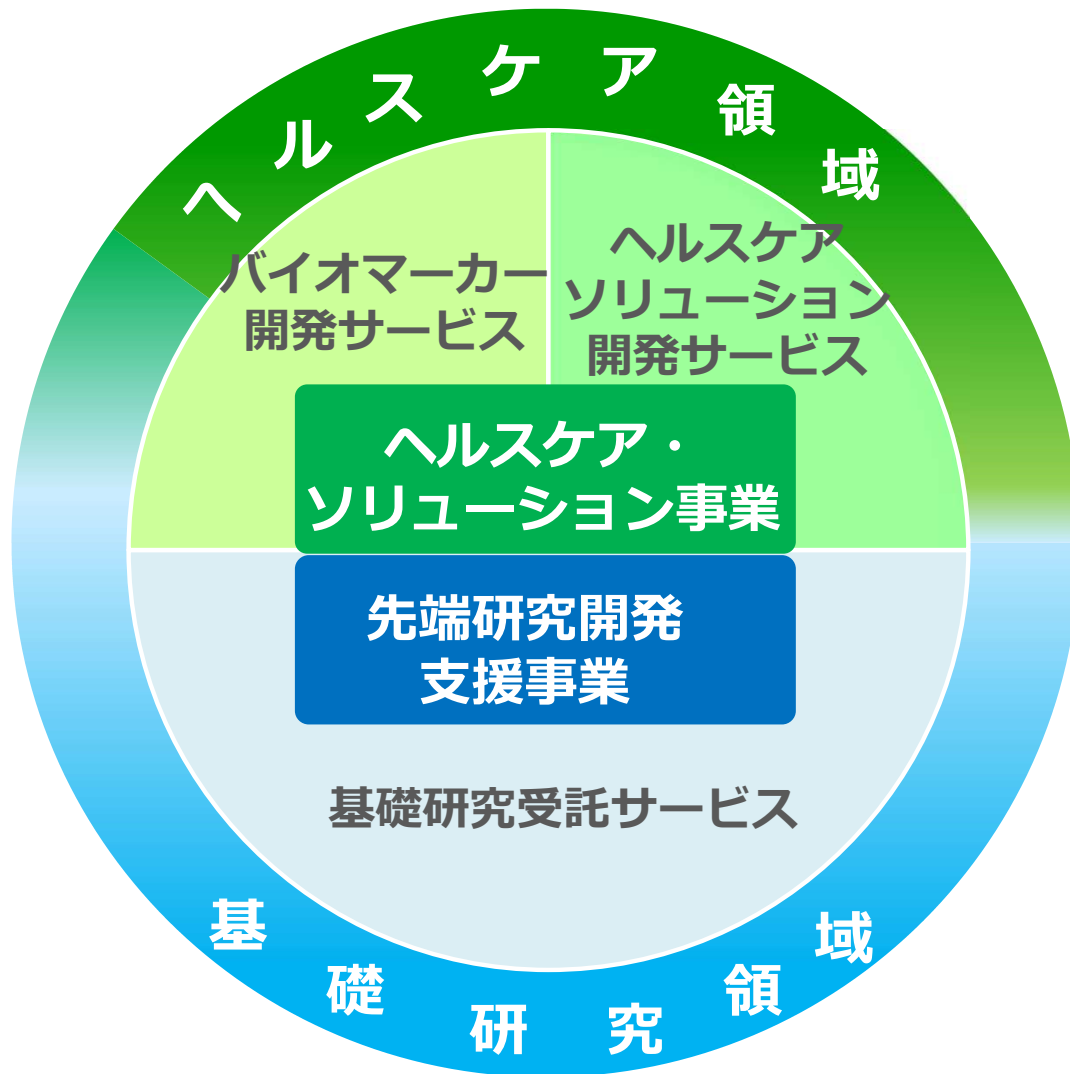 ヘルスケア領域
バイオマーカー
開発サービス
ヘルスケア
ソリューション
開発サービス
ヘルスケア・
ソリューション事業
先端研究開発
支援事業
基礎研究受託サービス
基礎研究領域